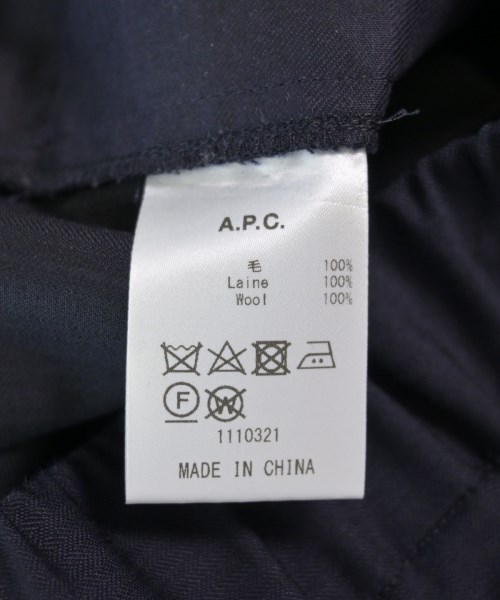 A.P.C.
毛 100%
Laine 100%
Wool 100%
F W
1110321
MADE IN CHINA